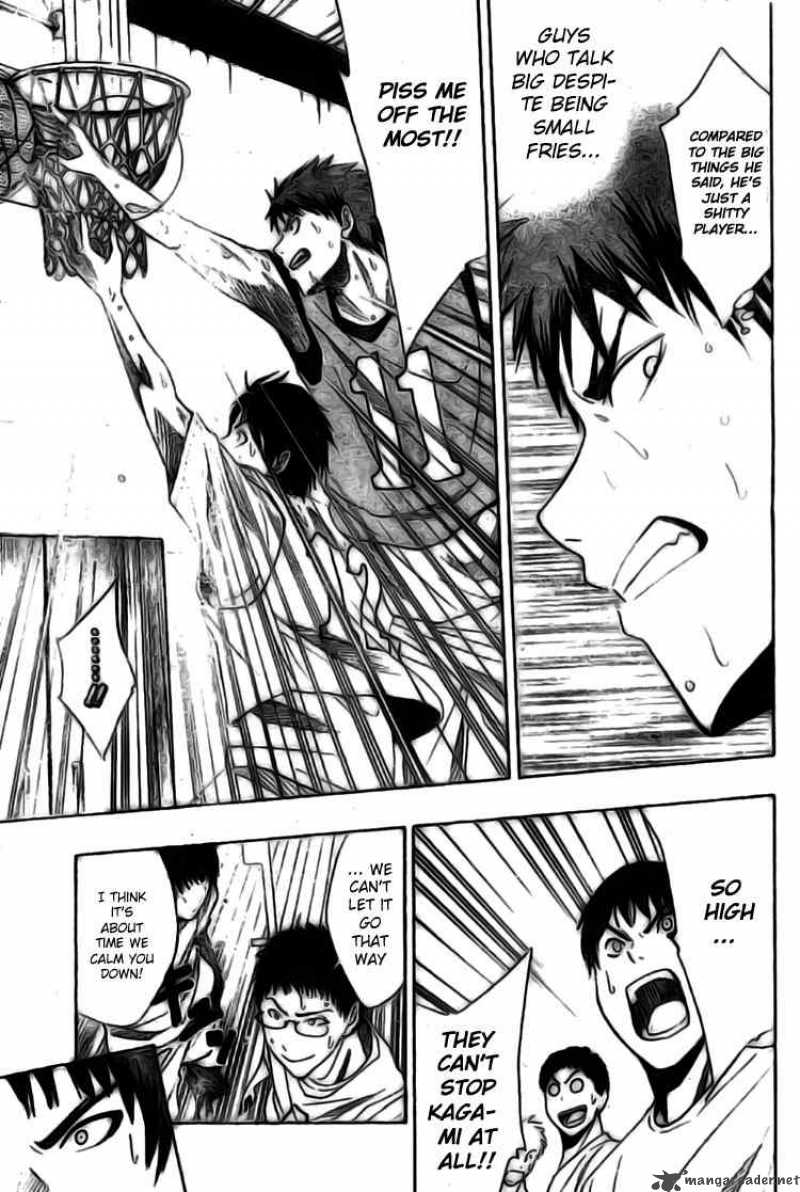 COMPARED
TO THE BIG
THINGS HE
SAID, HE'S
JUST A
SHITTY
PLAYER...
GUYS
WHO TALK
BIG DESPI-
TE BEING
SMALL
FRIES...
PISS ME
OFF THE
MOST!!
11
......!!
SO
HIGH
...
THEY
CAN'T
STOP
KAGA-
MI AT
ALL!!
... WE
CAN'T
LET IT
GO
THAT
WAY
I THINK
IT'S
ABOUT
TIME WE
CALM YOU
DOWN!
mangareader.net